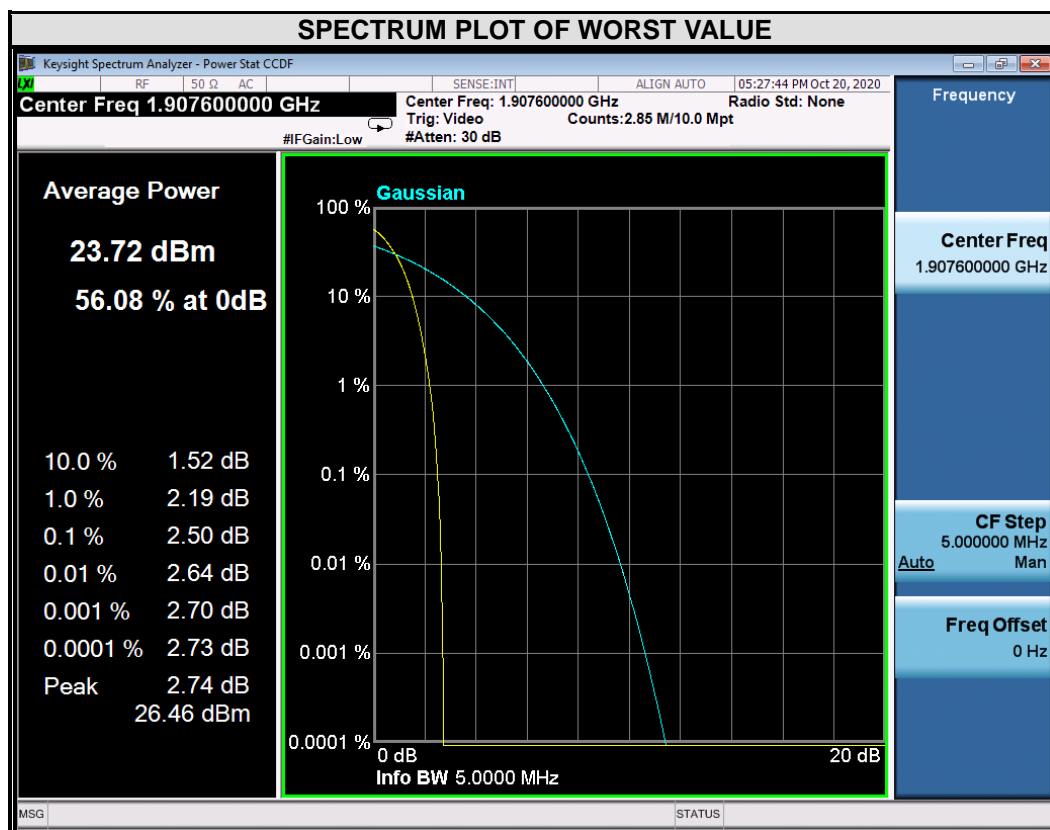 SPECTRUM PLOT OF WORST VALUE
Keysight Spectrum Analyzer - Power Stat CCDF
LXI RF 50 Ω AC SENSE:INT ALIGN AUTO 05:27:44 PM Oct 20, 2020
Center Freq 1.907600000 GHz
#IFGain:Low
Center Freq: 1.907600000 GHz Radio Std: None
Trig: Video Counts:2.85 M/10.0 Mpt
#Atten: 30 dB
Average Power
23.72 dBm
56.08 % at 0dB
10.0 % 1.52 dB
1.0 % 2.19 dB
0.1 % 2.50 dB
0.01 % 2.64 dB
0.001 % 2.70 dB
0.0001 % 2.73 dB
Peak 2.74 dB
26.46 dBm
Gaussian
100 %
10 %
1 %
0.1 %
0.01 %
0.001 %
0.0001 %
0 dB 20 dB
Info BW 5.0000 MHz
Frequency
Center Freq
1.907600000 GHz
CF Step
5.000000 MHz
Auto Man
Freq Offset
0 Hz
MSG STATUS